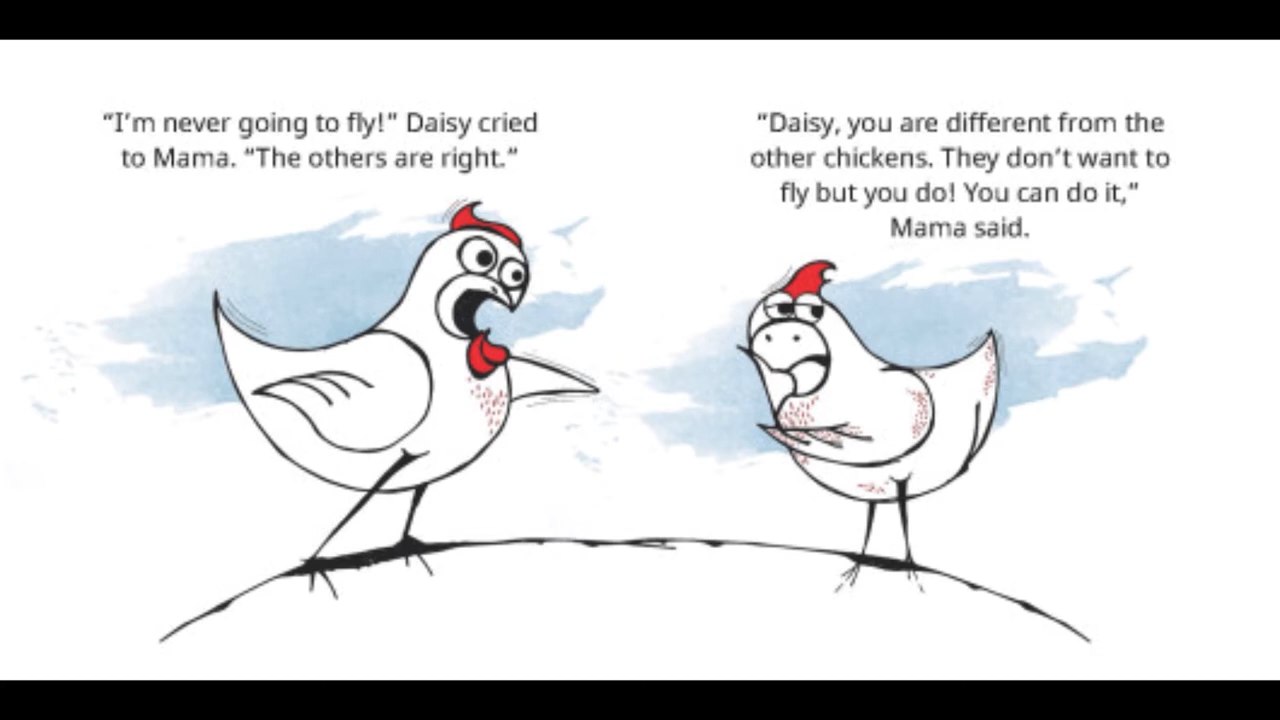 “I’m never going to fly!” Daisy cried
to Mama. “The others are right.”
“Daisy, you are different from the
other chickens. They don’t want to
fly but you do! You can do it,”
Mama said.